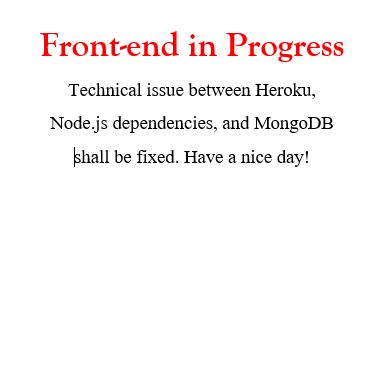 Front-end in Progress
Technical issue between Heroku,
Node.js dependencies, and MongoDB
shall be fixed. Have a nice day!